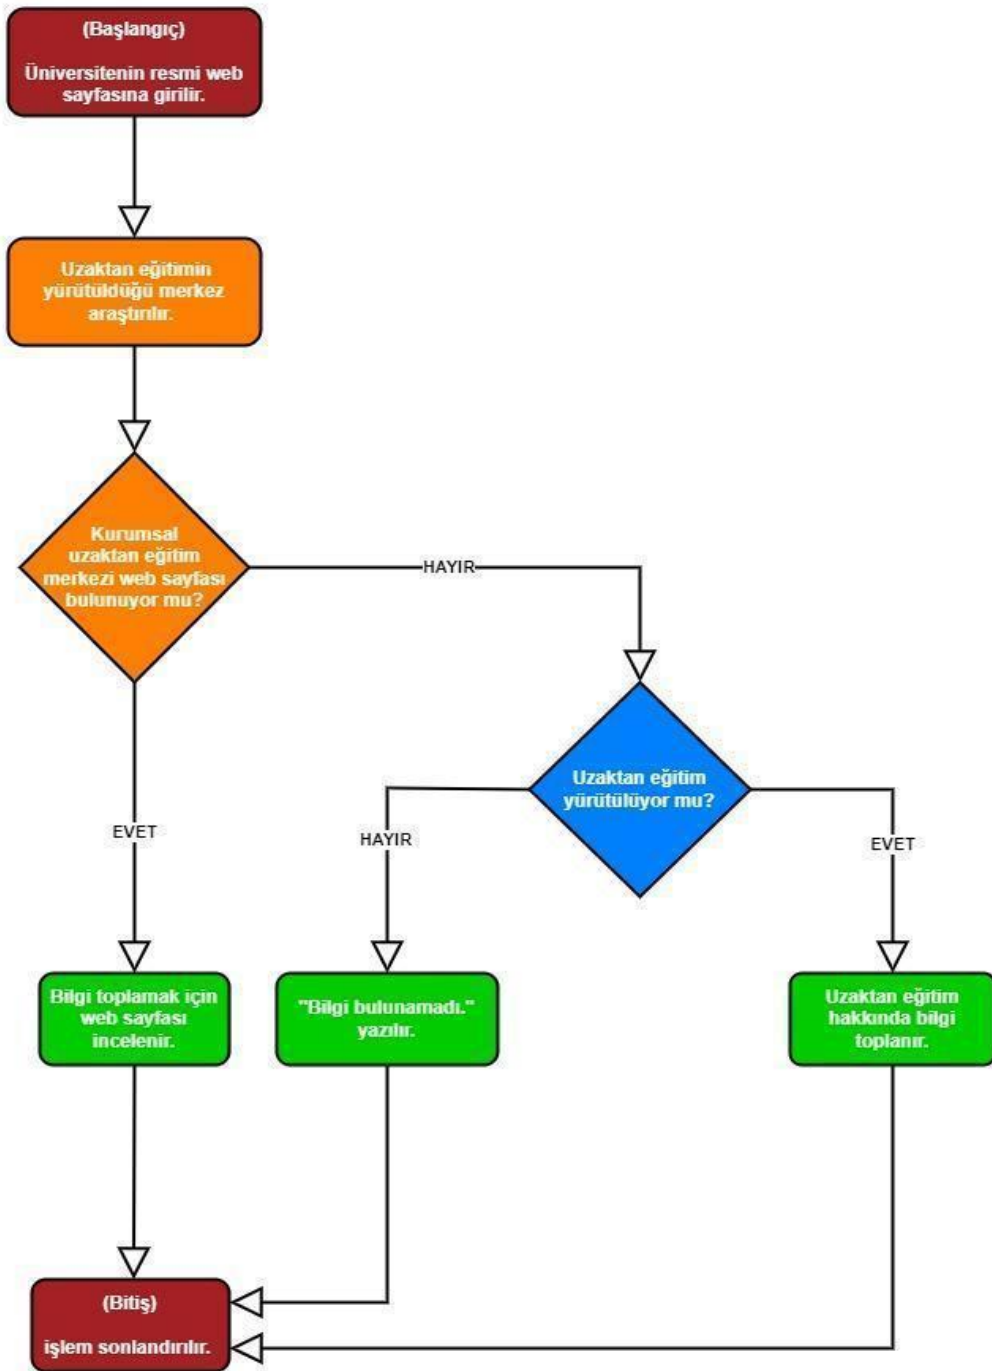 (Başlangıç)
Üniversitenin resmi web
sayfasına girilir.
Uzaktan eğitimin
yürütüldüğü merkez
araştırılır.
Kurumsal
uzaktan eğitim
merkezi web sayfası
bulunuyor mu?
HAYIR
Uzaktan eğitim
yürütülüyor mu?
EVET
HAYIR
EVET
Bilgi toplamak için
web sayfası
incelenir.
"Bilgi bulunamadı."
yazılır.
Uzaktan eğitim
hakkında bilgi
toplanır.
(Bitiş)
işlem sonlandırılır.